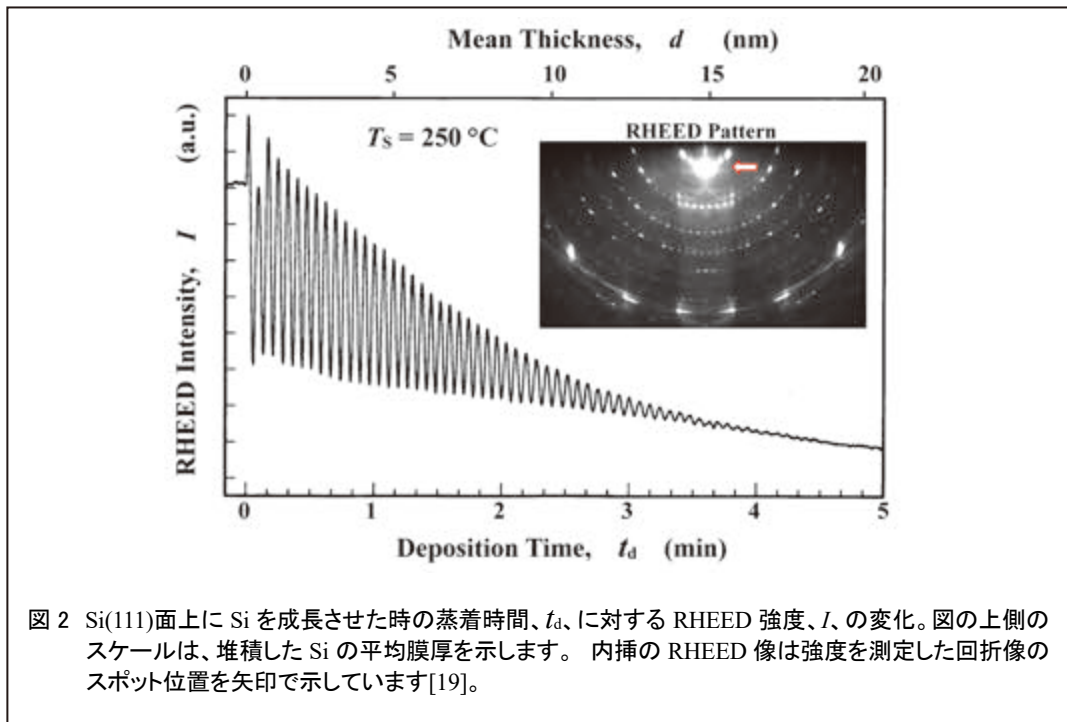 Mean Thickness, d (nm)
0 5 10 15 20
RHEED Intensity, I (a.u.)
T_S = 250 °C
RHEED Pattern
0 1 2 3 4 5
Deposition Time, t_d (min)
図 2 Si(111)面上に Si を成長させた時の蒸着時間、t_d、に対する RHEED 強度、I、の変化。図の上側の
スケールは、堆積した Si の平均膜厚を示します。 内挿の RHEED 像は強度を測定した回折像の
スポット位置を矢印で示しています[19]。